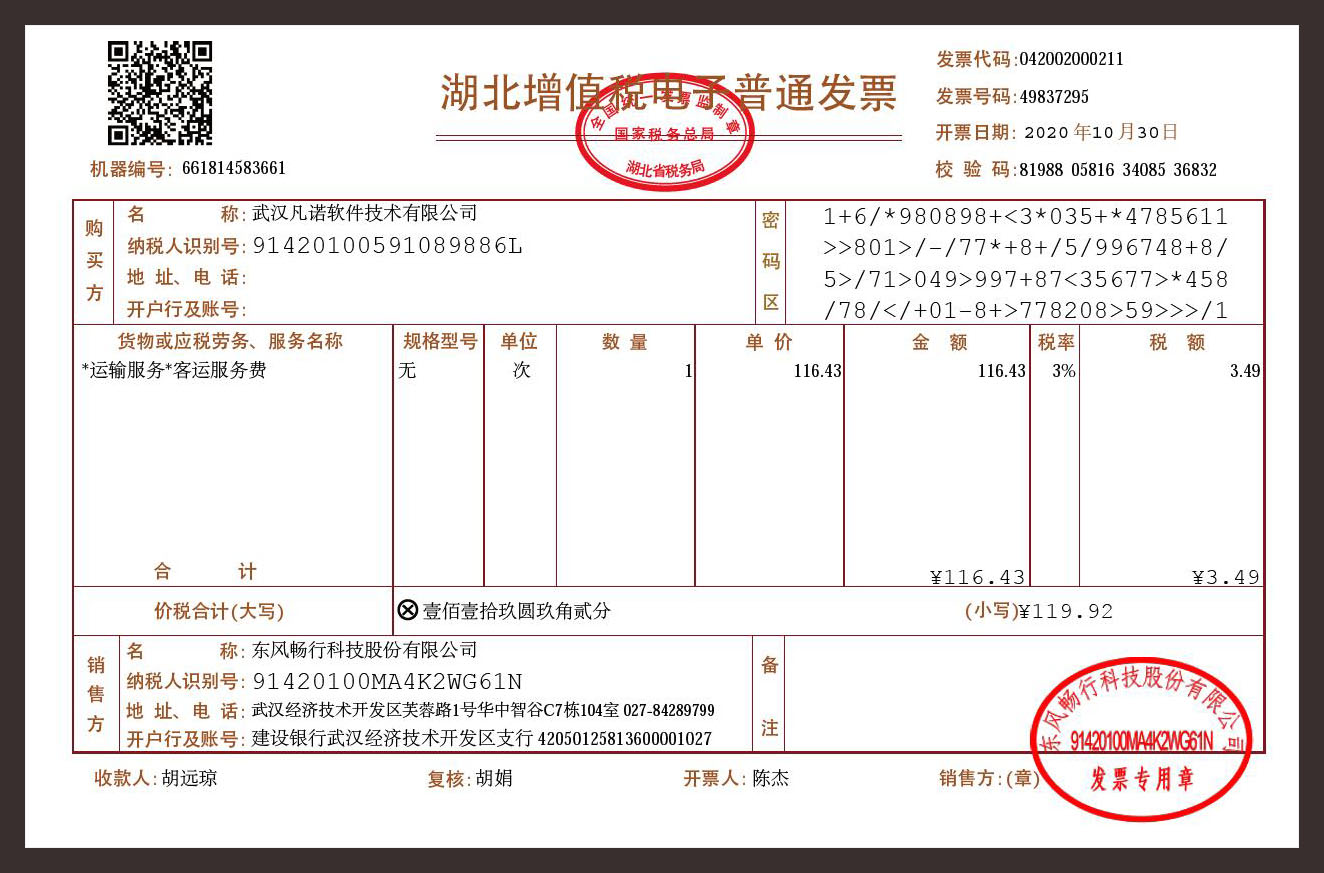 湖北增值税电子普通发票
全国统一发票监制章
国家税务总局
湖北省税务局
发票代码:042002000211
发票号码:49837295
开票日期: 2020 年10 月30日
校 验 码:81988 05816 34085 36832
机器编号: 661814583661
购买方
名 称: 武汉凡诺软件技术有限公司
纳税人识别号: 91420100591089886L
地 址、电 话:
开户行及账号:
密码区
1+6/*980898+<3*035+*4785611
>>801>/-/77*+8+/5/996748+8/
5>/71>049>997+87<35677>*458
/78/</+01-8+>778208>59>>>/1
货物或应税劳务、服务名称 规格型号 单位 数 量 单 价 金 额 税率 税 额
*运输服务*客运服务费 无 次 1 116.43 116.43 3% 3.49
合 计 ¥116.43 ¥3.49
价税合计(大写) ⊗壹佰壹拾玖圆玖角贰分 (小写)¥119.92
销售方
名 称: 东风畅行科技股份有限公司
纳税人识别号: 91420100MA4K2WG61N
地 址、电 话: 武汉经济技术开发区芙蓉路1号华中智谷C7栋104室 027-84289799
开户行及账号: 建设银行武汉经济技术开发区支行 42050125813600001027
备注
东风畅行科技股份有限公司
91420100MA4K2WG61N
发票专用章
收款人: 胡远琼 复核: 胡娟 开票人: 陈杰 销售方:(章)